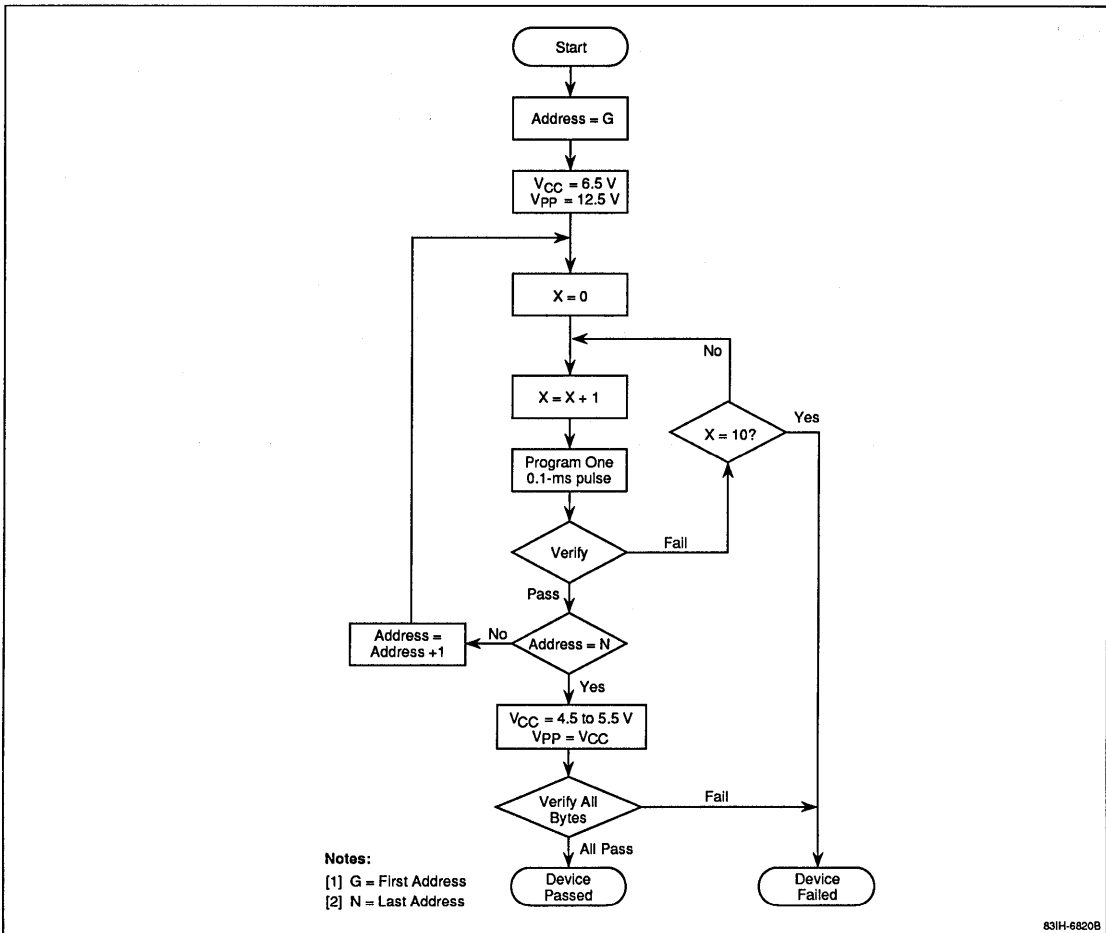 Start
Address = G
VCC = 6.5 V
VPP = 12.5 V
X = 0
No
X = X + 1
X = 10?
Yes
Program One
0.1-ms pulse
Verify
Fail
Pass
Address =
Address +1
No
Address = N
Yes
VCC = 4.5 to 5.5 V
VPP = VCC
Verify All
Bytes
Fail
All Pass
Device
Passed
Device
Failed
Notes:
[1] G = First Address
[2] N = Last Address
83IH-6820B